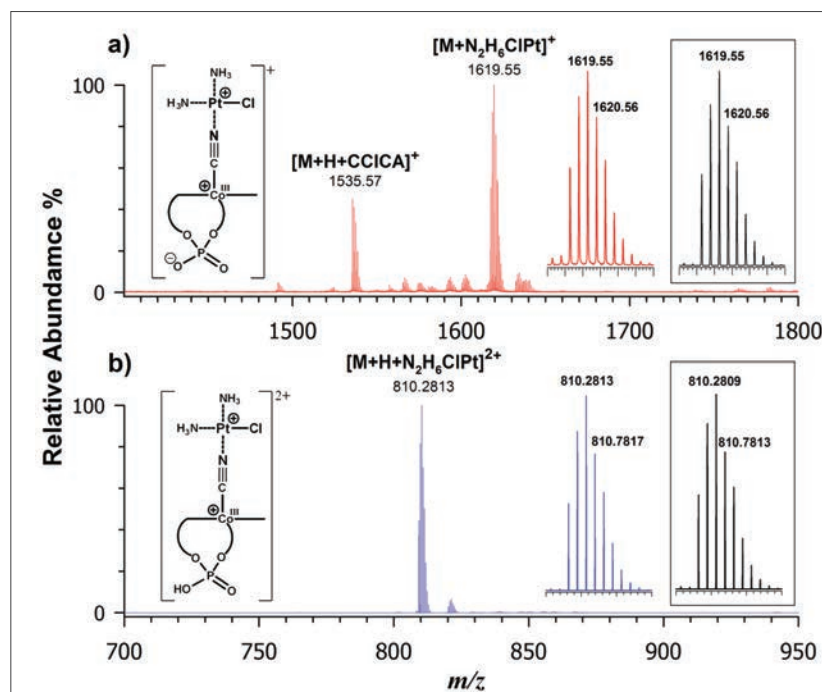 a)
[M+N2H6ClPt]+
1619.55
1619.55
1620.56
1619.55
1620.56
[M+H+CClCA]+
1535.57
NH3
+
H3N
Pt
+
Cl
N
C
+
Co III
O
O
P
O
O
−
100
0
1500
1600
1700
1800
Relative Abundamce %
b)
[M+H+N2H6ClPt]2+
810.2813
810.2813
810.7817
810.2809
810.7813
NH3
2+
H3N
Pt
+
Cl
N
C
+
Co III
O
O
P
HO
O
100
0
700
750
800
850
900
950
m/z